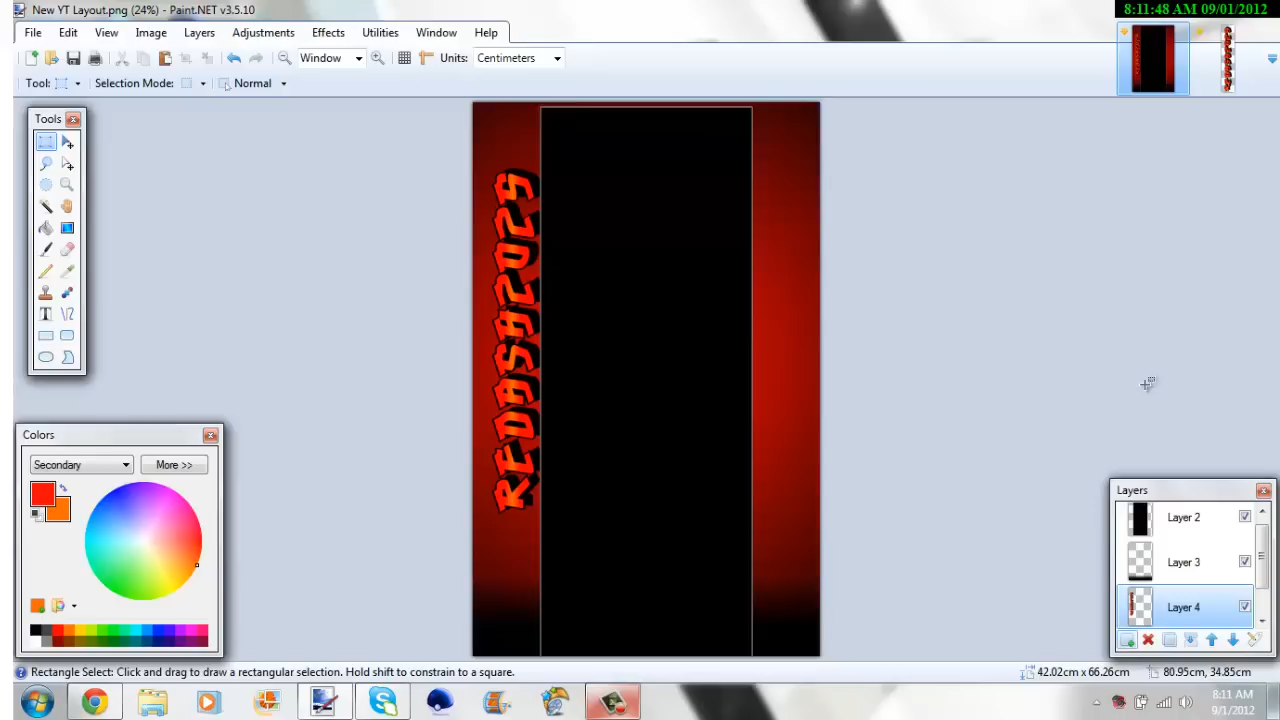 New YT Layout.png (24%) - Paint.NET v3.5.10
8:11:48 AM 09/01/2012
File Edit View Image Layers Adjustments Effects Utilities Window Help
Window Units: Centimeters
Tool: Selection Mode: Normal
Tools
REDASH2025
Colors
Secondary More >>
Layers
Layer 2
Layer 3
Layer 4
Rectangle Select: Click and drag to draw a rectangular selection. Hold shift to constrain to a square. 42.02cm x 66.26cm 80.95cm, 34.85cm
8:11 AM
9/1/2012